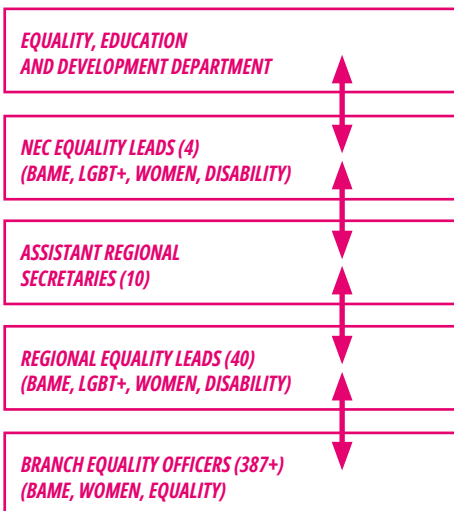 EQUALITY, EDUCATION
AND DEVELOPMENT DEPARTMENT
NEC EQUALITY LEADS (4)
(BAME, LGBT+, WOMEN, DISABILITY)
ASSISTANT REGIONAL
SECRETARIES (10)
REGIONAL EQUALITY LEADS (40)
(BAME, LGBT+, WOMEN, DISABILITY)
BRANCH EQUALITY OFFICERS (387+)
(BAME, WOMEN, EQUALITY)